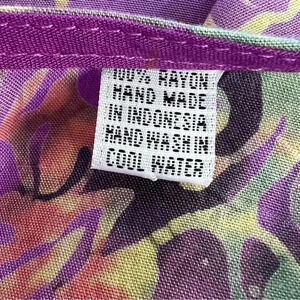 100% RAYON
HAND MADE
IN INDONESIA
HAND WASH IN
COOL WATER